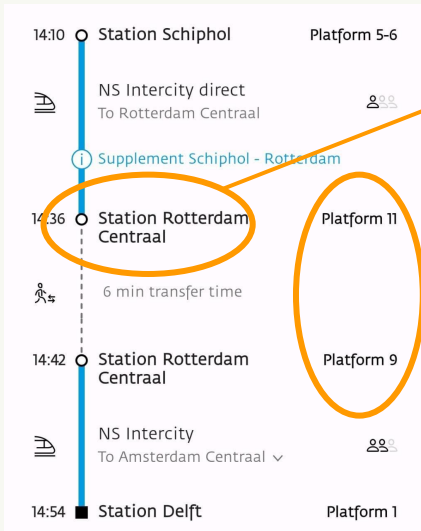 14:10 Station Schiphol Platform 5-6
NS Intercity direct
To Rotterdam Centraal
Supplement Schiphol - Rotterdam
14:36 Station Rotterdam Platform 11
Centraal
6 min transfer time
14:42 Station Rotterdam Platform 9
Centraal
NS Intercity
To Amsterdam Centraal
14:54 Station Delft Platform 1